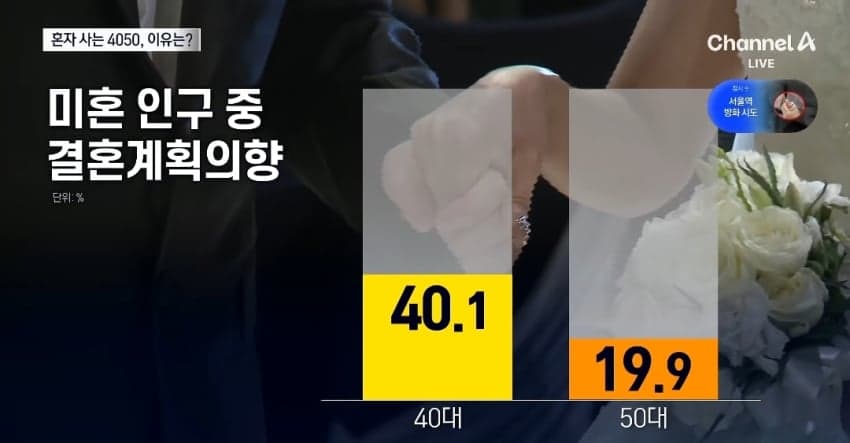 혼자 사는 4050, 이유는?
Channel A
LIVE
잠시 후
서울역
방화 시도
미혼 인구 중
결혼계획의향
단위: %
40.1
19.9
40대
50대